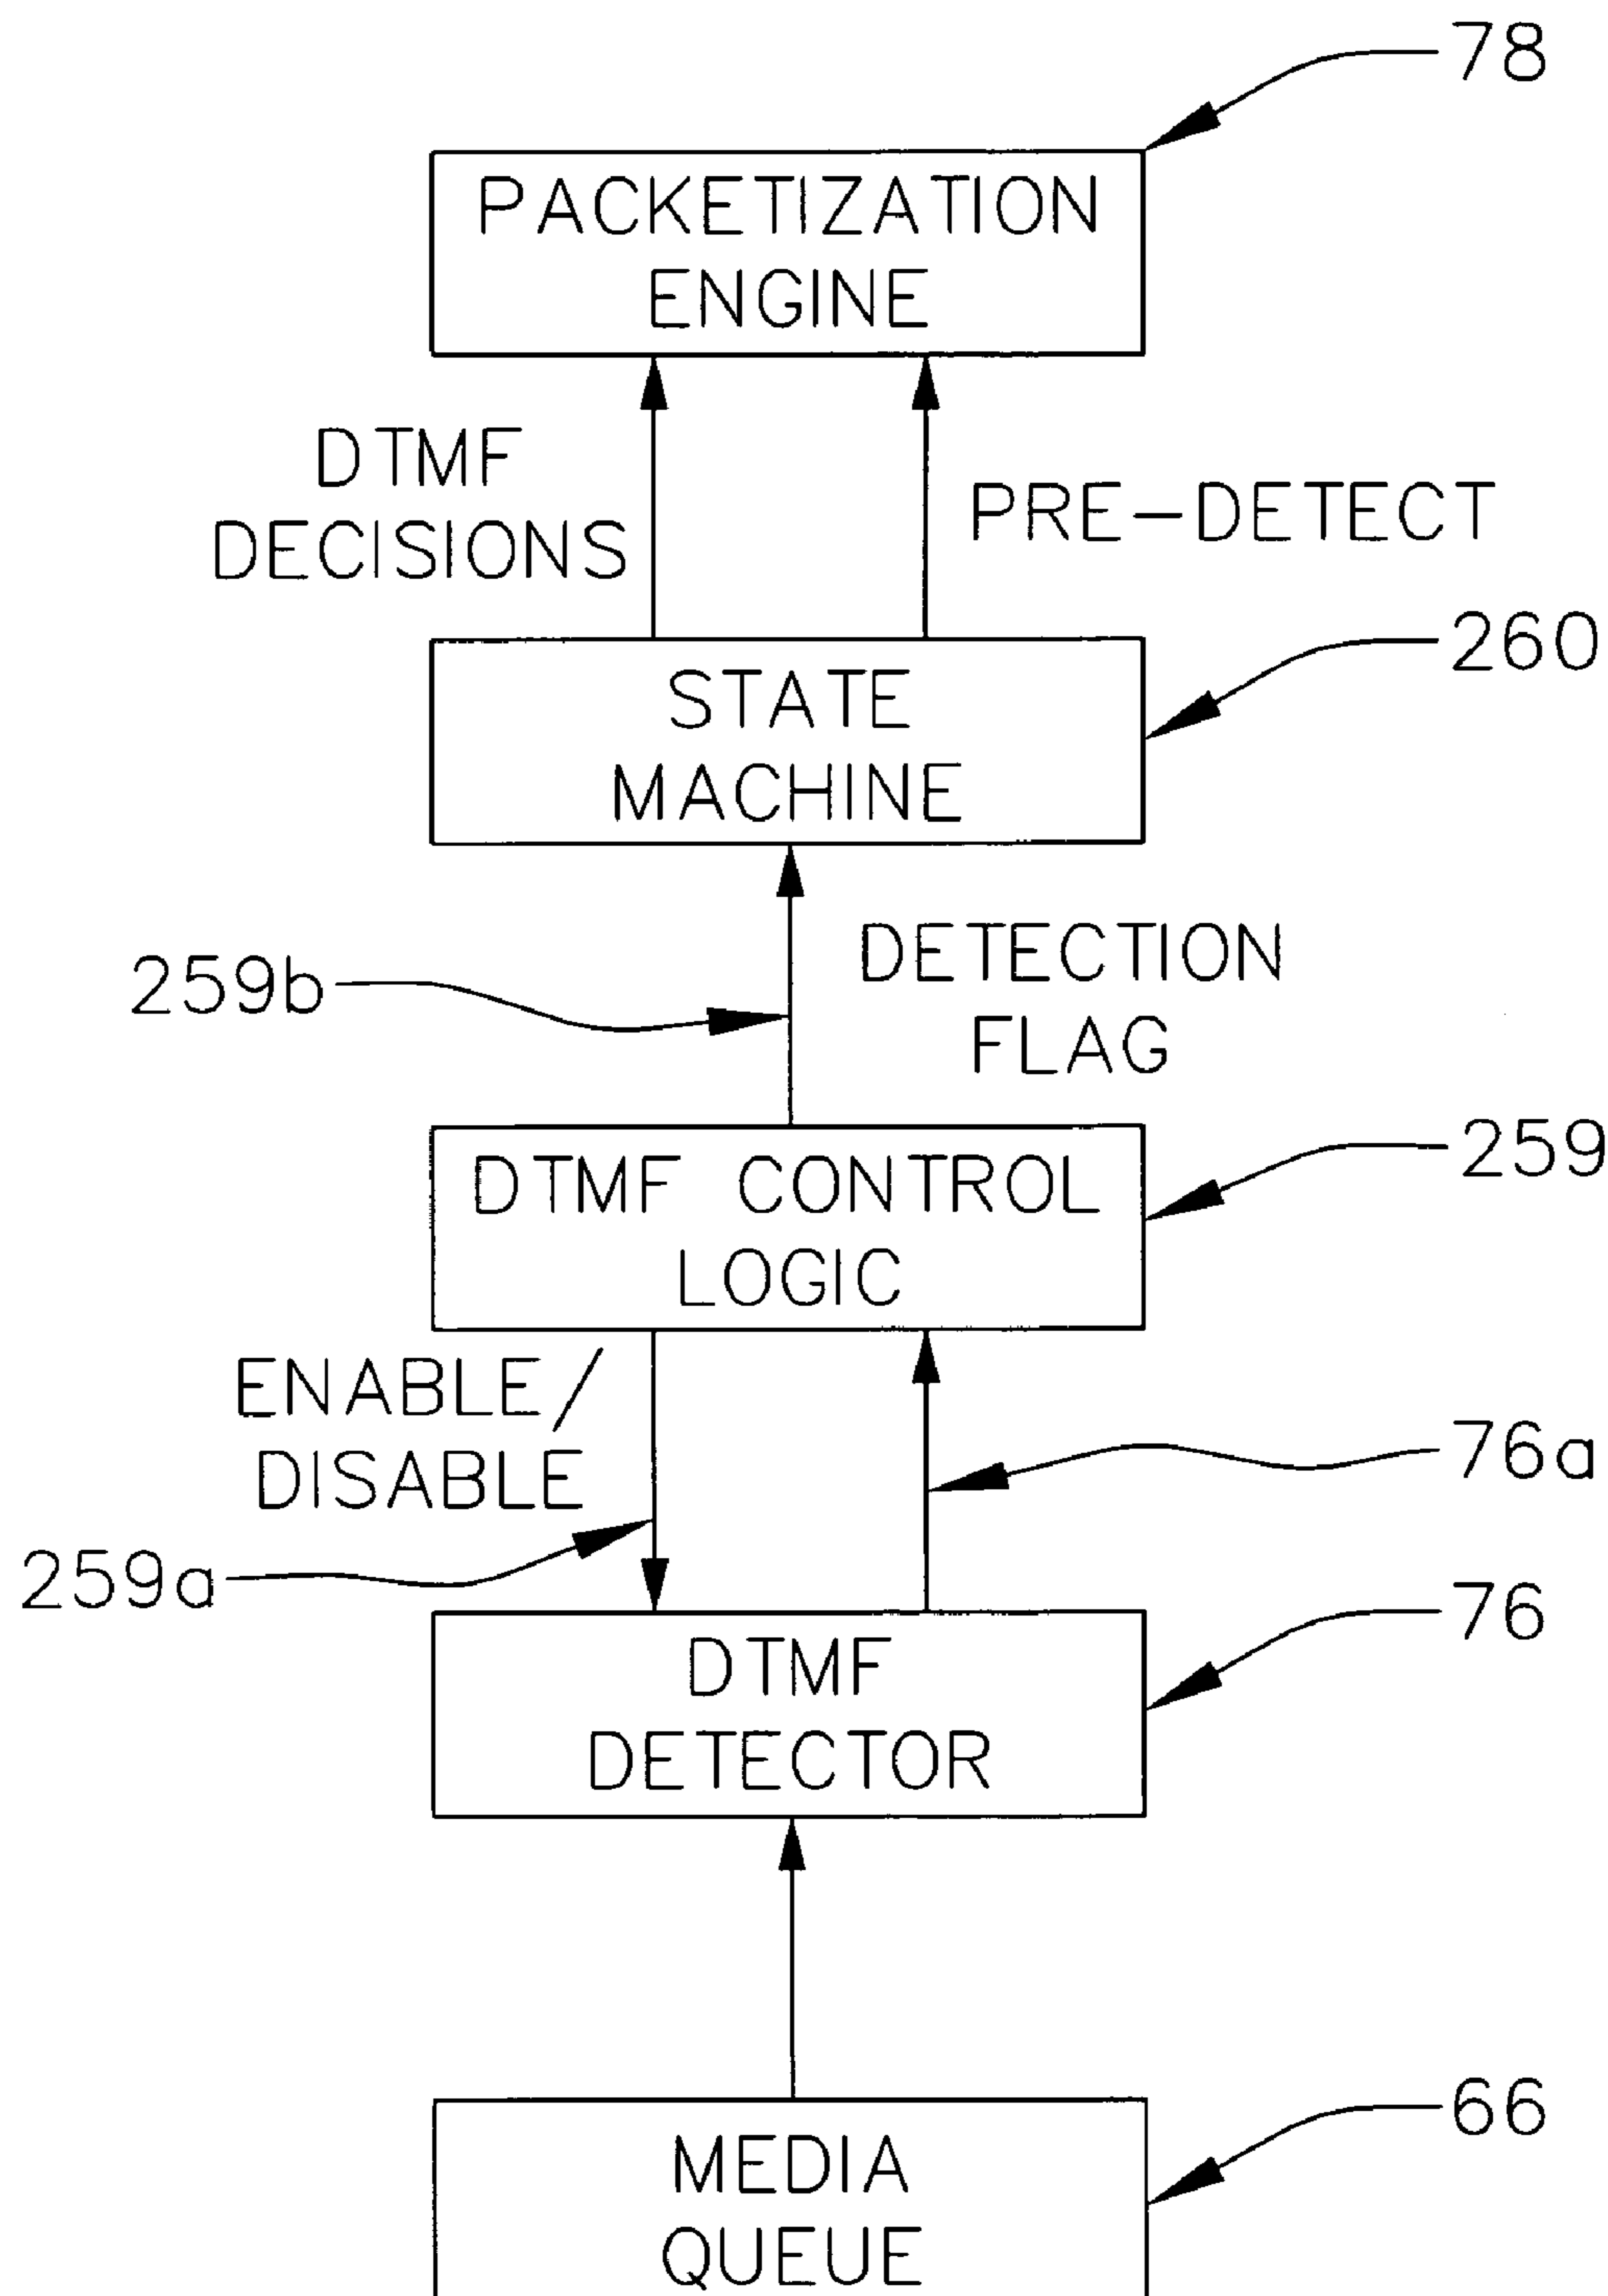 78
PACKETIZATION
ENGINE
DTMF
DECISIONS
PRE-DETECT
260
STATE
MACHINE
259b
DETECTION
FLAG
259
DTMF CONTROL
LOGIC
ENABLE/
DISABLE
76a
259a
76
DTMF
DETECTOR
66
MEDIA
QUEUE